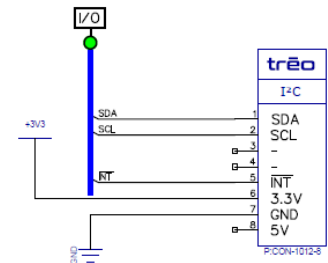 I/O
trēo
I²C
SDA 1 SDA
SCL 2 SCL
+3V3
3 -
4 -
INT 5 INT
6 3.3V
7 GND
8 5V
GND
P:CON-1012-8